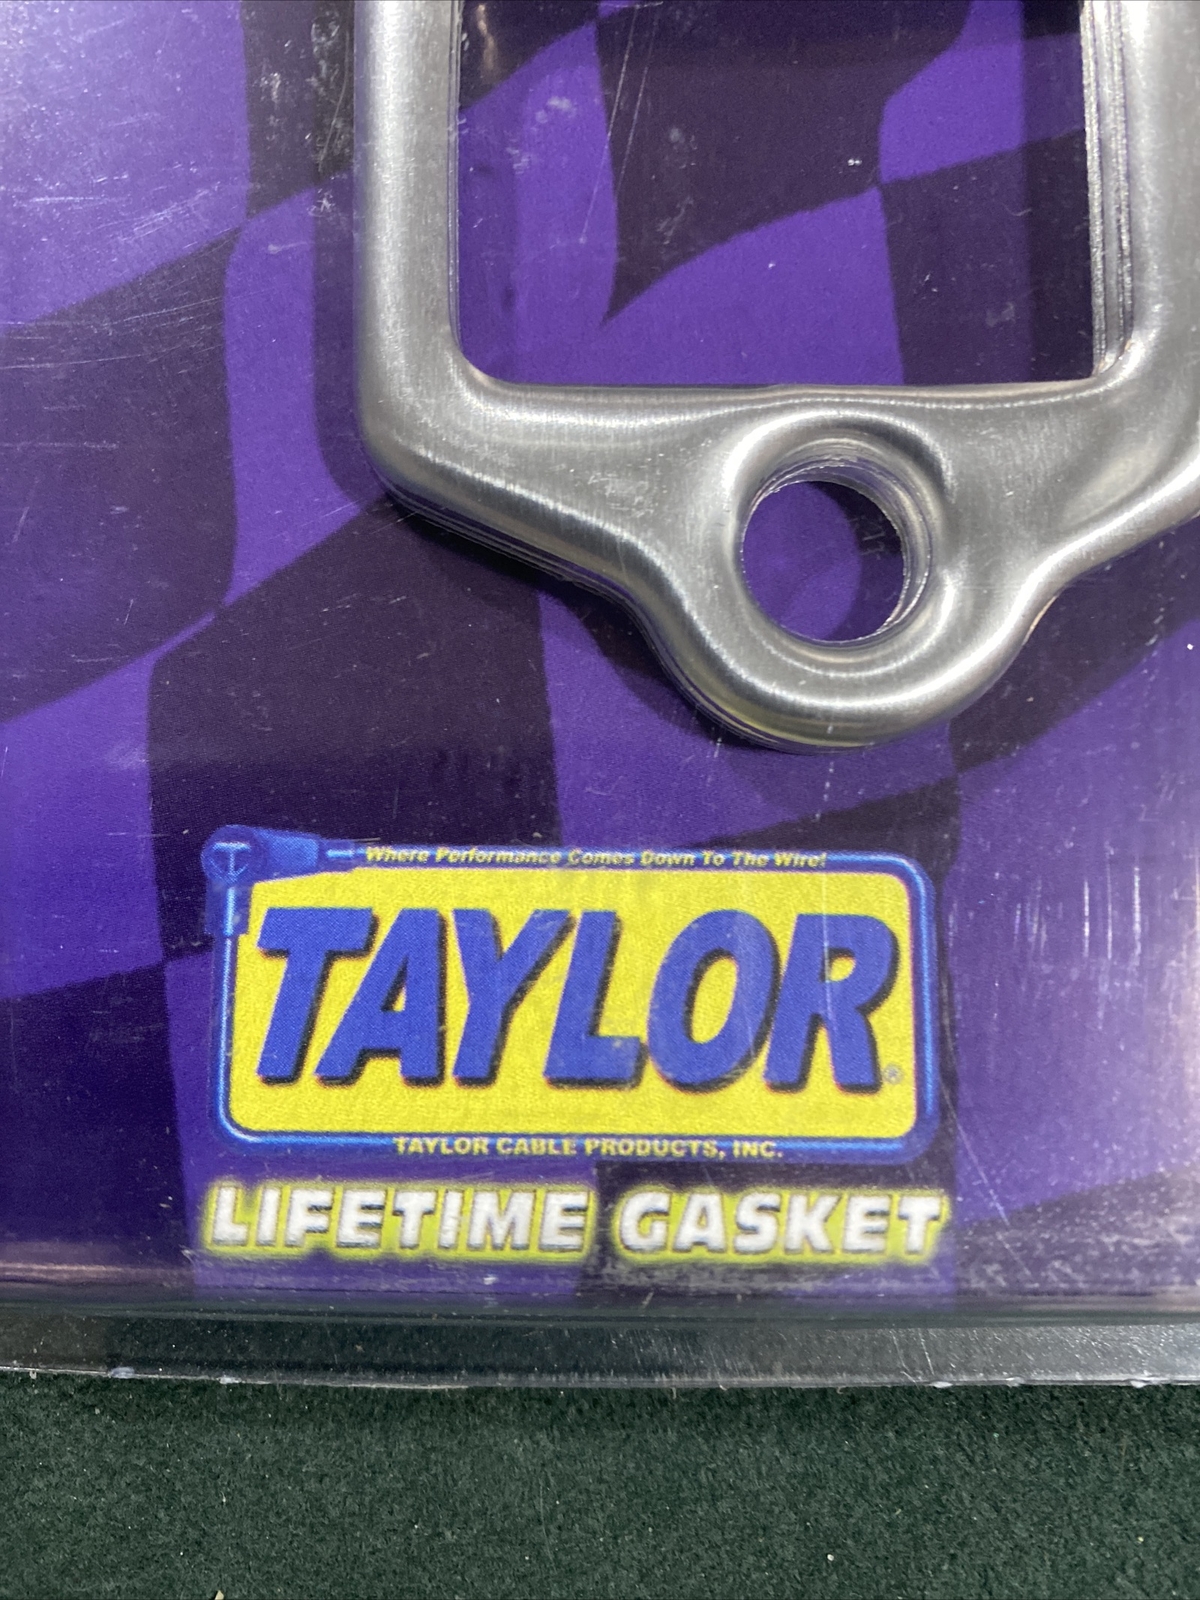 Where Performance Comes Down To The Wire!
TAYLOR®
TAYLOR CABLE PRODUCTS, INC.
LIFETIME GASKET